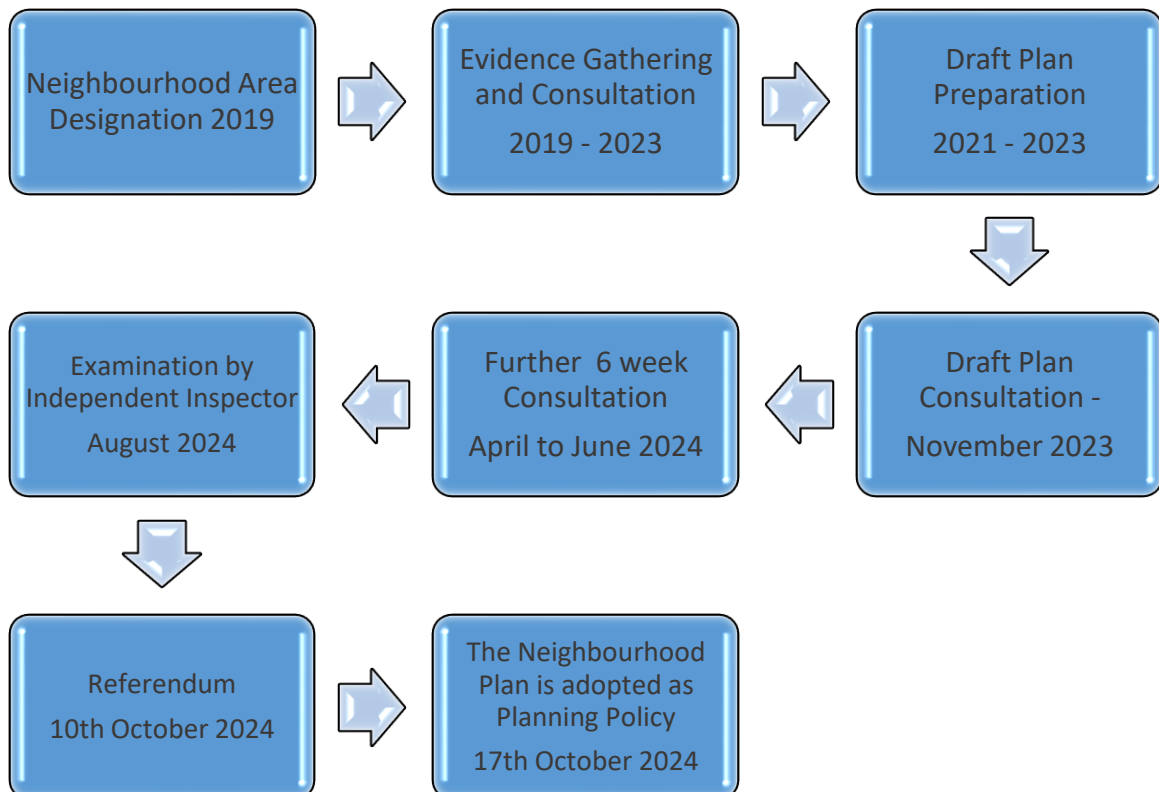 Neighbourhood Area
Designation 2019
Evidence Gathering
and Consultation
2019 - 2023
Draft Plan
Preparation
2021 - 2023
Draft Plan
Consultation -
November 2023
Further  6 week
Consultation
April to June 2024
Examination by
Independent Inspector
August 2024
Referendum
10th October 2024
The Neighbourhood
Plan is adopted as
Planning Policy
17th October 2024